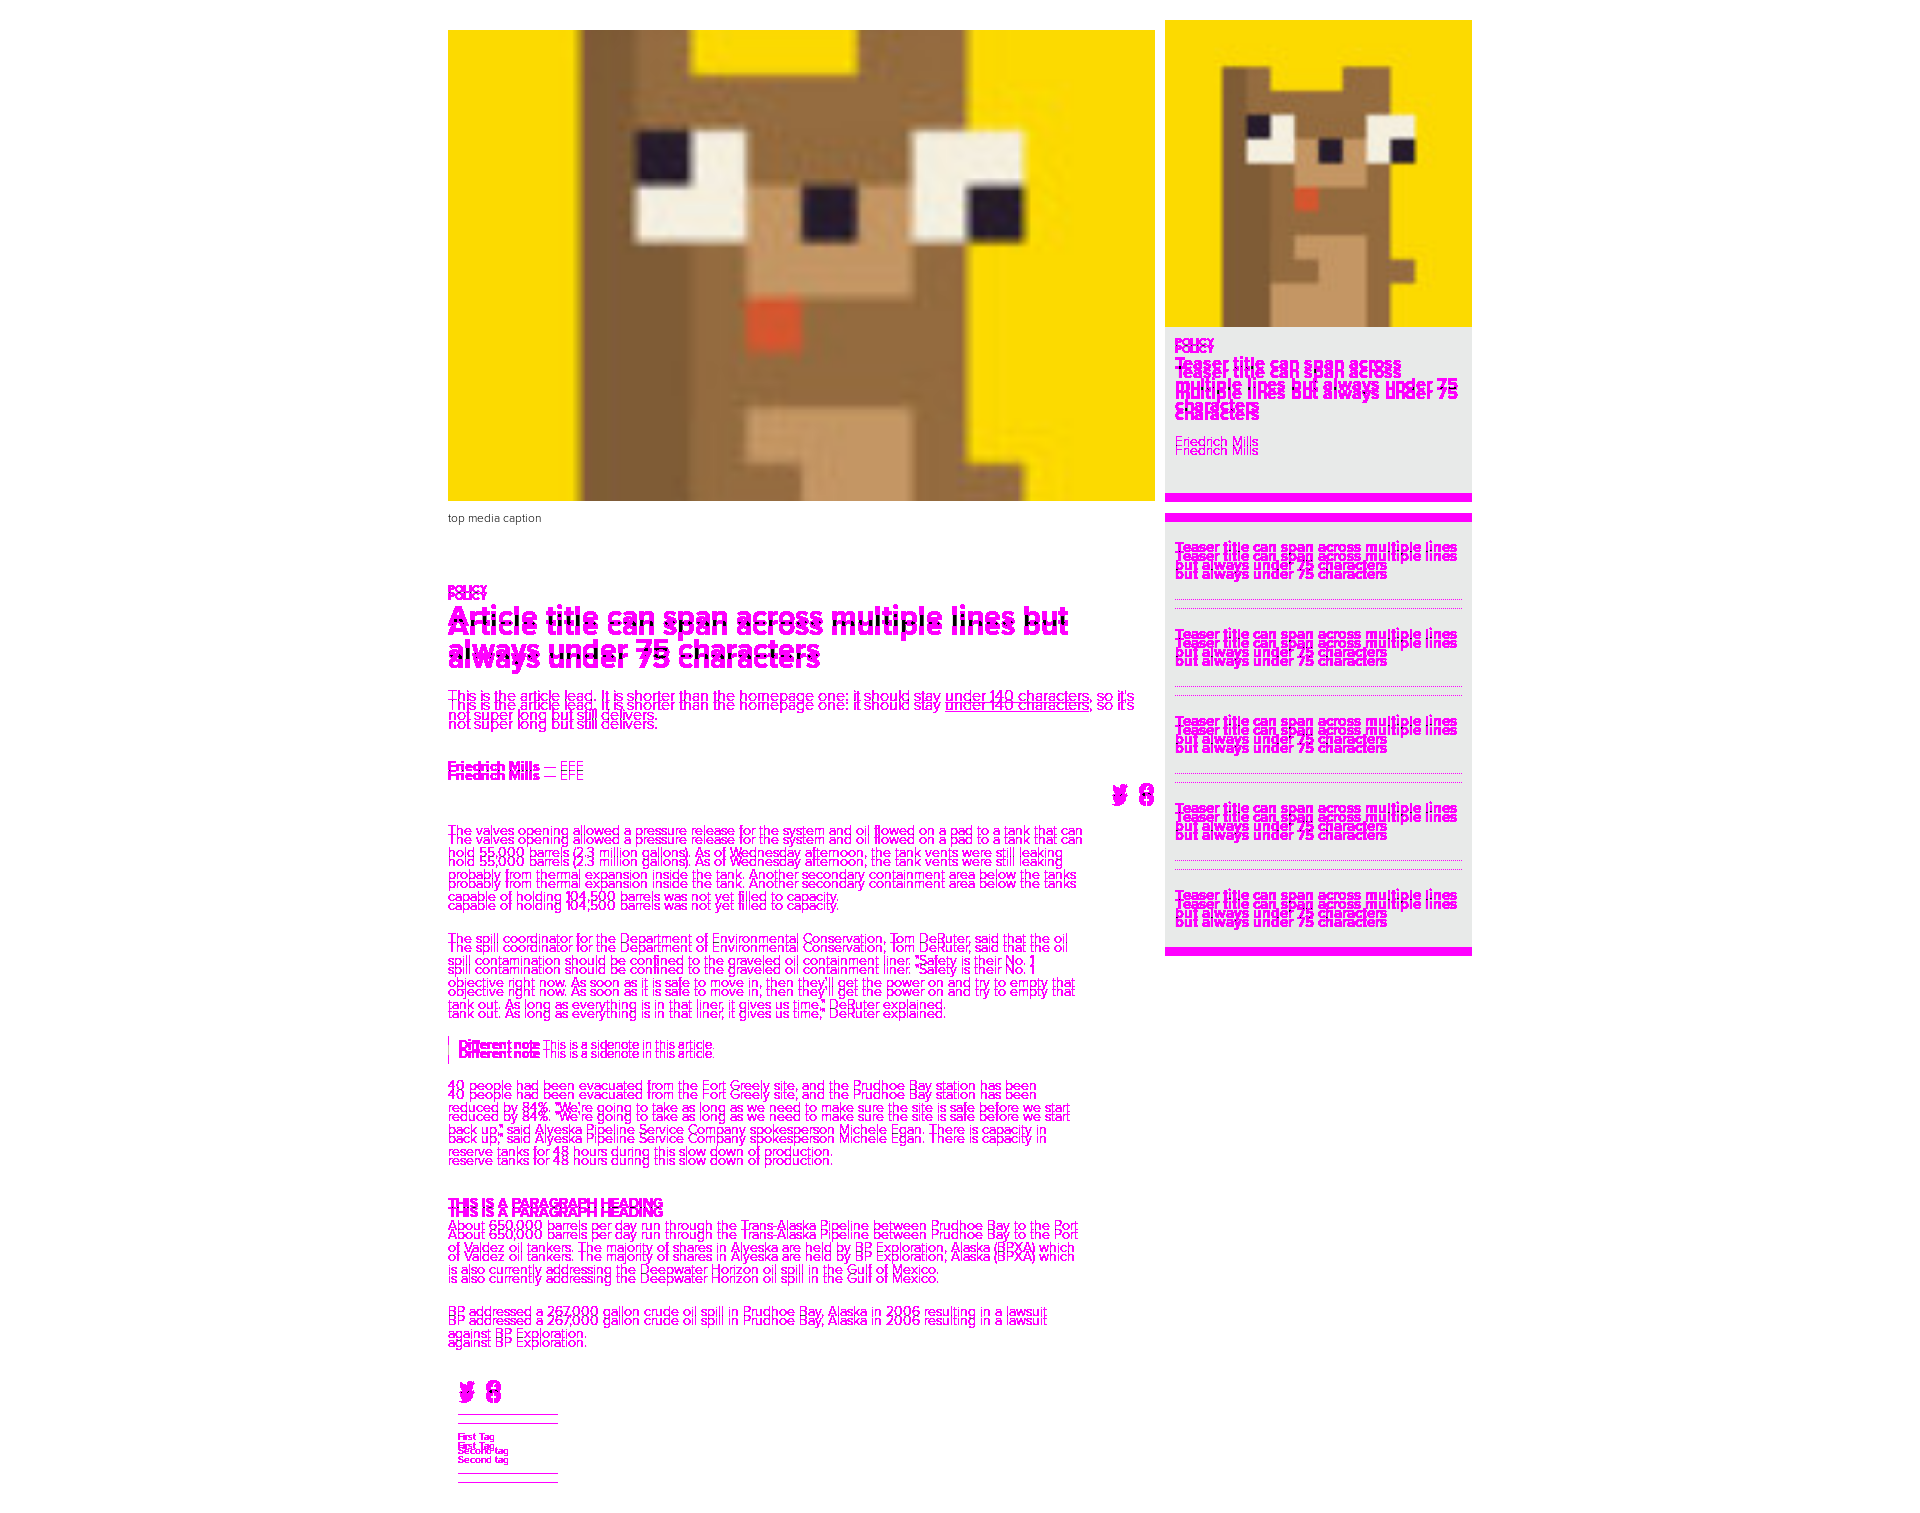 top media caption
POLICY
Article title can span across multiple lines but
always under 75 characters
This is the article lead. It is shorter than the homepage one: it should stay under 140 characters, so it's
not super long but still delivers.
Friedrich Mills — EFE
The valves opening allowed a pressure release for the system and oil flowed on a pad to a tank that can
hold 55,000 barrels (2.3 million gallons). As of Wednesday afternoon, the tank vents were still leaking
probably from thermal expansion inside the tank. Another secondary containment area below the tanks
capable of holding 104,500 barrels was not yet filled to capacity.
The spill coordinator for the Department of Environmental Conservation, Tom DeRuter, said that the oil
spill contamination should be confined to the graveled oil containment liner. "Safety is their No. 1
objective right now. As soon as it is safe to move in, then they'll get the power on and try to empty that
tank out. As long as everything is in that liner, it gives us time," DeRuter explained.
Different note This is a sidenote in this article.
40 people had been evacuated from the Fort Greely site, and the Prudhoe Bay station has been
reduced by 84%. "We're going to take as long as we need to make sure the site is safe before we start
back up," said Alyeska Pipeline Service Company spokesperson Michele Egan. There is capacity in
reserve tanks for 48 hours during this slow down of production.
THIS IS A PARAGRAPH HEADING
About 650,000 barrels per day run through the Trans-Alaska Pipeline between Prudhoe Bay to the Port
of Valdez oil tankers. The majority of shares in Alyeska are held by BP Exploration, Alaska (BPXA) which
is also currently addressing the Deepwater Horizon oil spill in the Gulf of Mexico.
BP addressed a 267,000 gallon crude oil spill in Prudhoe Bay, Alaska in 2006 resulting in a lawsuit
against BP Exploration.
First Tag
Second tag
POLICY
Teaser title can span across
multiple lines but always under 75
characters
Friedrich Mills
Teaser title can span across multiple lines
but always under 75 characters
Teaser title can span across multiple lines
but always under 75 characters
Teaser title can span across multiple lines
but always under 75 characters
Teaser title can span across multiple lines
but always under 75 characters
Teaser title can span across multiple lines
but always under 75 characters